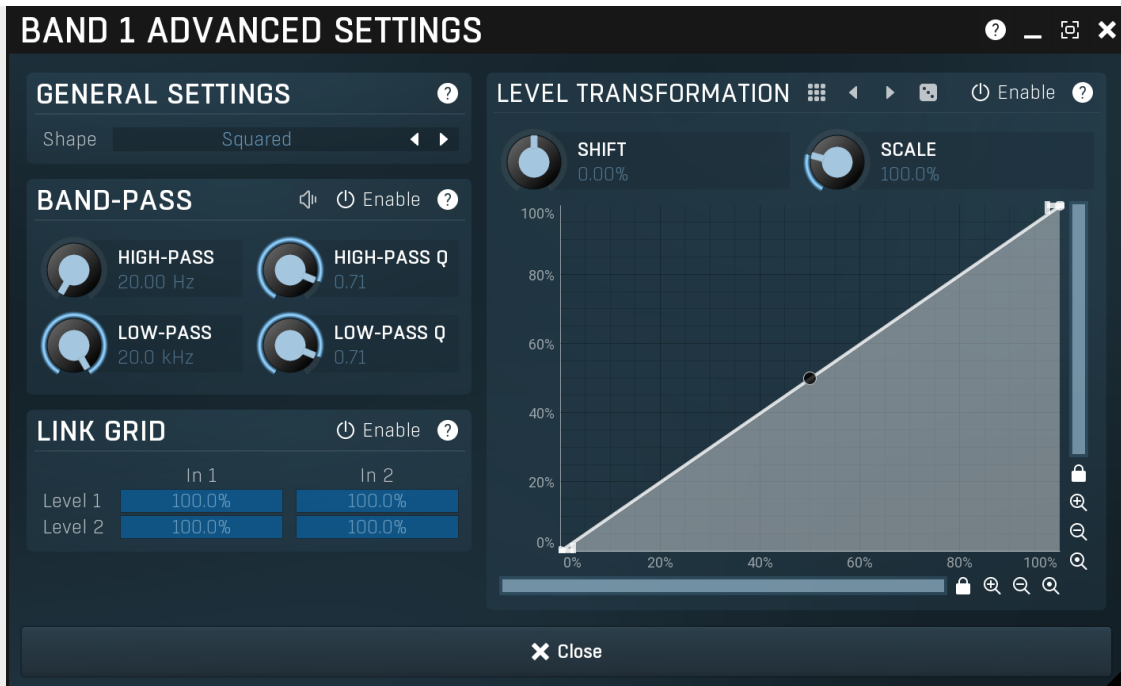 BAND 1 ADVANCED SETTINGS
?
GENERAL SETTINGS ?
Shape Squared
BAND-PASS Enable ?
HIGH-PASS
20.00 Hz
HIGH-PASS Q
0.71
LOW-PASS
20.0 kHz
LOW-PASS Q
0.71
LINK GRID Enable ?
In 1 In 2
Level 1 100.0% 100.0%
Level 2 100.0% 100.0%
LEVEL TRANSFORMATION Enable ?
SHIFT
0.00%
SCALE
100.0%
100%
80%
60%
40%
20%
0%
0% 20% 40% 60% 80% 100%
Close